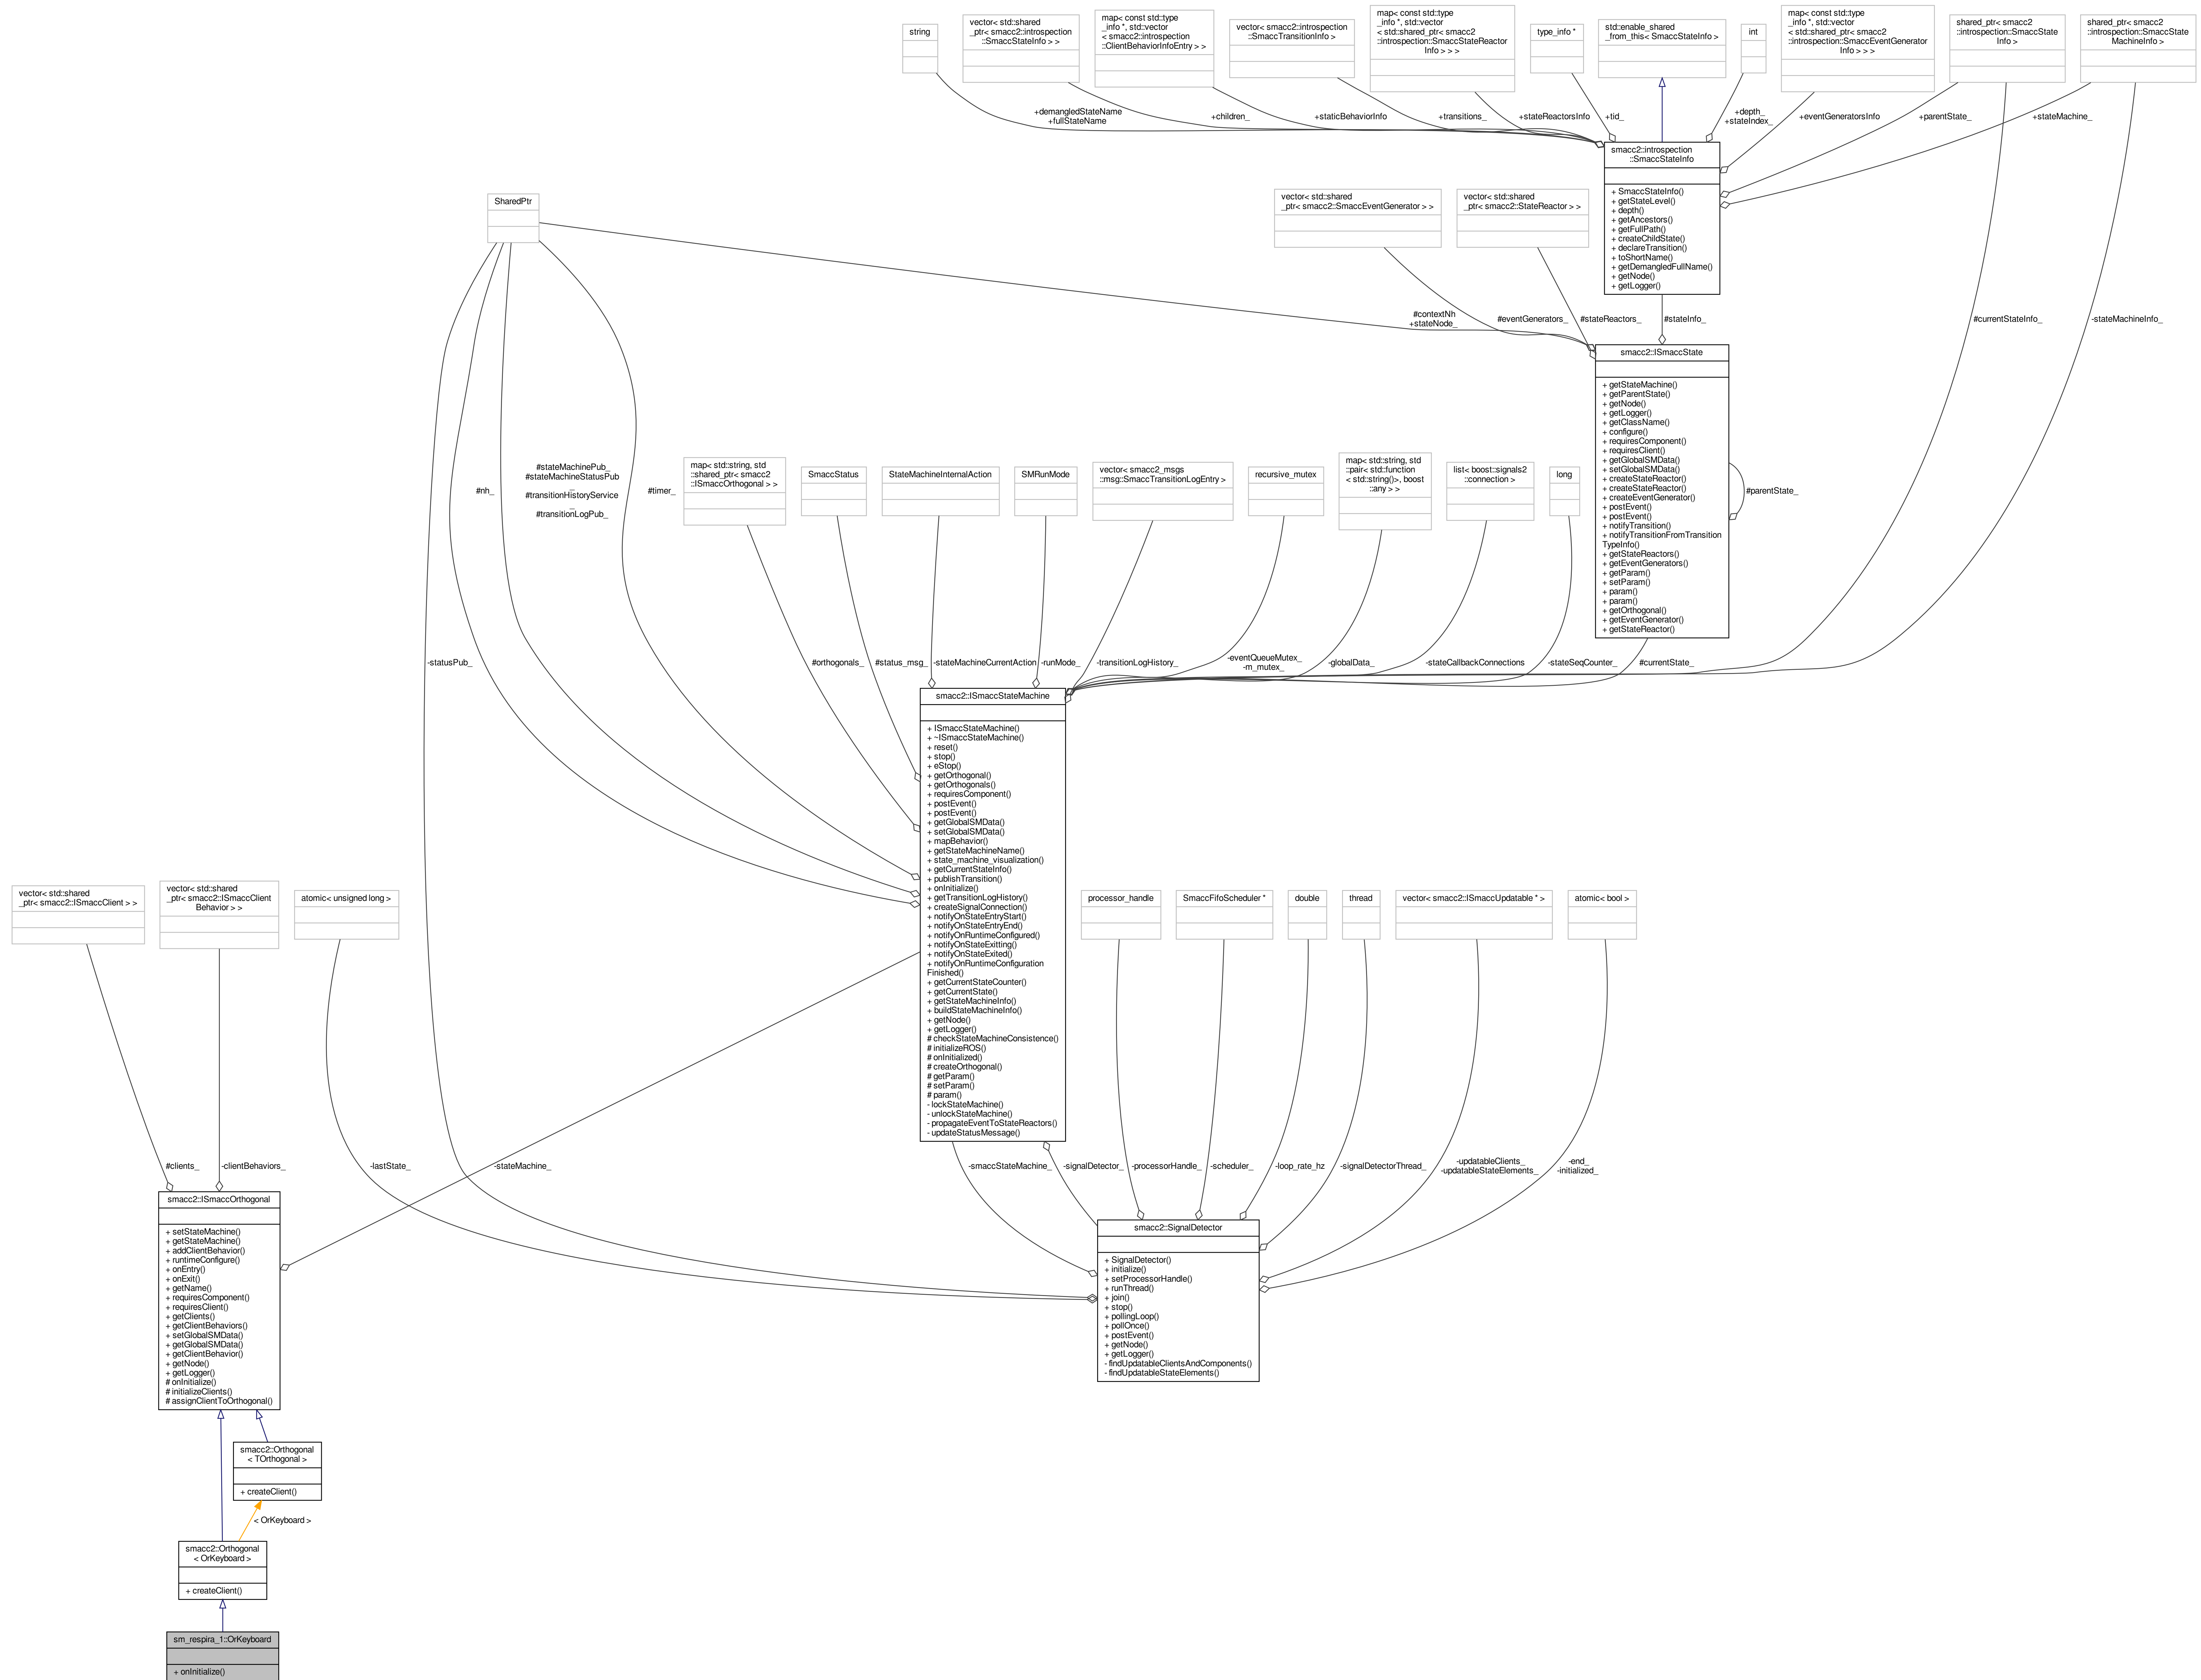 string
vector< std::shared
_ptr< smacc2::introspection
::SmaccStateInfo > >
map< const std::type
_info *, std::vector
< smacc2::introspection
::ClientBehaviorInfoEntry > >
vector< smacc2::introspection
::SmaccTransitionInfo >
map< const std::type
_info *, std::vector
< std::shared_ptr< smacc2
::introspection::SmaccStateReactor
Info > > >
type_info *
std::enable_shared
_from_this< SmaccStateInfo >
int
map< const std::type
_info *, std::vector
< std::shared_ptr< smacc2
::introspection::SmaccEventGenerator
Info > > >
shared_ptr< smacc2
::introspection::SmaccState
Info >
shared_ptr< smacc2
::introspection::SmaccState
MachineInfo >
+demangledStateName
+fullStateName
+children_
+staticBehaviorInfo
+transitions_
+stateReactorsInfo
+tid_
+depth_
+stateIndex_
+eventGeneratorsInfo
+parentState_
+stateMachine_
smacc2::introspection
::SmaccStateInfo
+ SmaccStateInfo()
+ getStateLevel()
+ depth()
+ getAncestors()
+ getFullPath()
+ createChildState()
+ declareTransition()
+ toShortName()
+ getDemangledFullName()
+ getNode()
+ getLogger()
SharedPtr
vector< std::shared
_ptr< smacc2::SmaccEventGenerator > >
vector< std::shared
_ptr< smacc2::StateReactor > >
#contextNh
+stateNode_
#eventGenerators_
#stateReactors_
#stateInfo_
#currentStateInfo_
-stateMachineInfo_
smacc2::ISmaccState
+ getStateMachine()
+ getParentState()
+ getNode()
+ getLogger()
+ getClassName()
+ configure()
+ requiresComponent()
+ requiresClient()
+ getGlobalSMData()
+ setGlobalSMData()
+ createStateReactor()
+ createStateReactor()
+ createEventGenerator()
+ postEvent()
+ postEvent()
+ notifyTransition()
+ notifyTransitionFromTransition
TypeInfo()
+ getStateReactors()
+ getEventGenerators()
+ getParam()
+ setParam()
+ param()
+ param()
+ getOrthogonal()
+ getEventGenerator()
+ getStateReactor()
#parentState_
#nh_
#stateMachinePub_
#stateMachineStatusPub
_
#transitionHistoryService
_
#transitionLogPub_
#timer_
map< std::string, std
::shared_ptr< smacc2
::ISmaccOrthogonal > >
SmaccStatus
StateMachineInternalAction
SMRunMode
vector< smacc2_msgs
::msg::SmaccTransitionLogEntry >
recursive_mutex
map< std::string, std
::pair< std::function
< std::string()>, boost
::any > >
list< boost::signals2
::connection >
long
-statusPub_
#orthogonals_
#status_msg_
-stateMachineCurrentAction
-runMode_
-transitionLogHistory_
-eventQueueMutex_
-m_mutex_
-globalData_
-stateCallbackConnections
-stateSeqCounter_
#currentState_
smacc2::ISmaccStateMachine
+ ISmaccStateMachine()
+ ~ISmaccStateMachine()
+ reset()
+ stop()
+ eStop()
+ getOrthogonal()
+ getOrthogonals()
+ requiresComponent()
+ postEvent()
+ postEvent()
+ getGlobalSMData()
+ setGlobalSMData()
+ mapBehavior()
+ getStateMachineName()
+ state_machine_visualization()
+ getCurrentStateInfo()
+ publishTransition()
+ onInitialize()
+ getTransitionLogHistory()
+ createSignalConnection()
+ notifyOnStateEntryStart()
+ notifyOnStateEntryEnd()
+ notifyOnRuntimeConfigured()
+ notifyOnStateExitting()
+ notifyOnStateExited()
+ notifyOnRuntimeConfiguration
Finished()
+ getCurrentStateCounter()
+ getCurrentState()
+ getStateMachineInfo()
+ buildStateMachineInfo()
+ getNode()
+ getLogger()
# checkStateMachineConsistence()
# initializeROS()
# onInitialized()
# createOrthogonal()
# getParam()
# setParam()
# param()
- lockStateMachine()
- unlockStateMachine()
- propagateEventToStateReactors()
- updateStatusMessage()
vector< std::shared
_ptr< smacc2::ISmaccClient > >
vector< std::shared
_ptr< smacc2::ISmaccClient
Behavior > >
atomic< unsigned long >
processor_handle
SmaccFifoScheduler *
double
thread
vector< smacc2::ISmaccUpdatable * >
atomic< bool >
#clients_
-clientBehaviors_
-lastState_
-stateMachine_
-smaccStateMachine_
-signalDetector_
-processorHandle_
-scheduler_
-loop_rate_hz
-signalDetectorThread_
-updatableClients_
-updatableStateElements_
-end_
-initialized_
smacc2::ISmaccOrthogonal
+ setStateMachine()
+ getStateMachine()
+ addClientBehavior()
+ runtimeConfigure()
+ onEntry()
+ onExit()
+ getName()
+ requiresComponent()
+ requiresClient()
+ getClients()
+ getClientBehaviors()
+ setGlobalSMData()
+ getGlobalSMData()
+ getClientBehavior()
+ getNode()
+ getLogger()
# onInitialize()
# initializeClients()
# assignClientToOrthogonal()
smacc2::SignalDetector
+ SignalDetector()
+ initialize()
+ setProcessorHandle()
+ runThread()
+ join()
+ stop()
+ pollingLoop()
+ pollOnce()
+ postEvent()
+ getNode()
+ getLogger()
- findUpdatableClientsAndComponents()
- findUpdatableStateElements()
smacc2::Orthogonal
< TOrthogonal >
+ createClient()
< OrKeyboard >
smacc2::Orthogonal
< OrKeyboard >
+ createClient()
sm_respira_1::OrKeyboard
+ onInitialize()